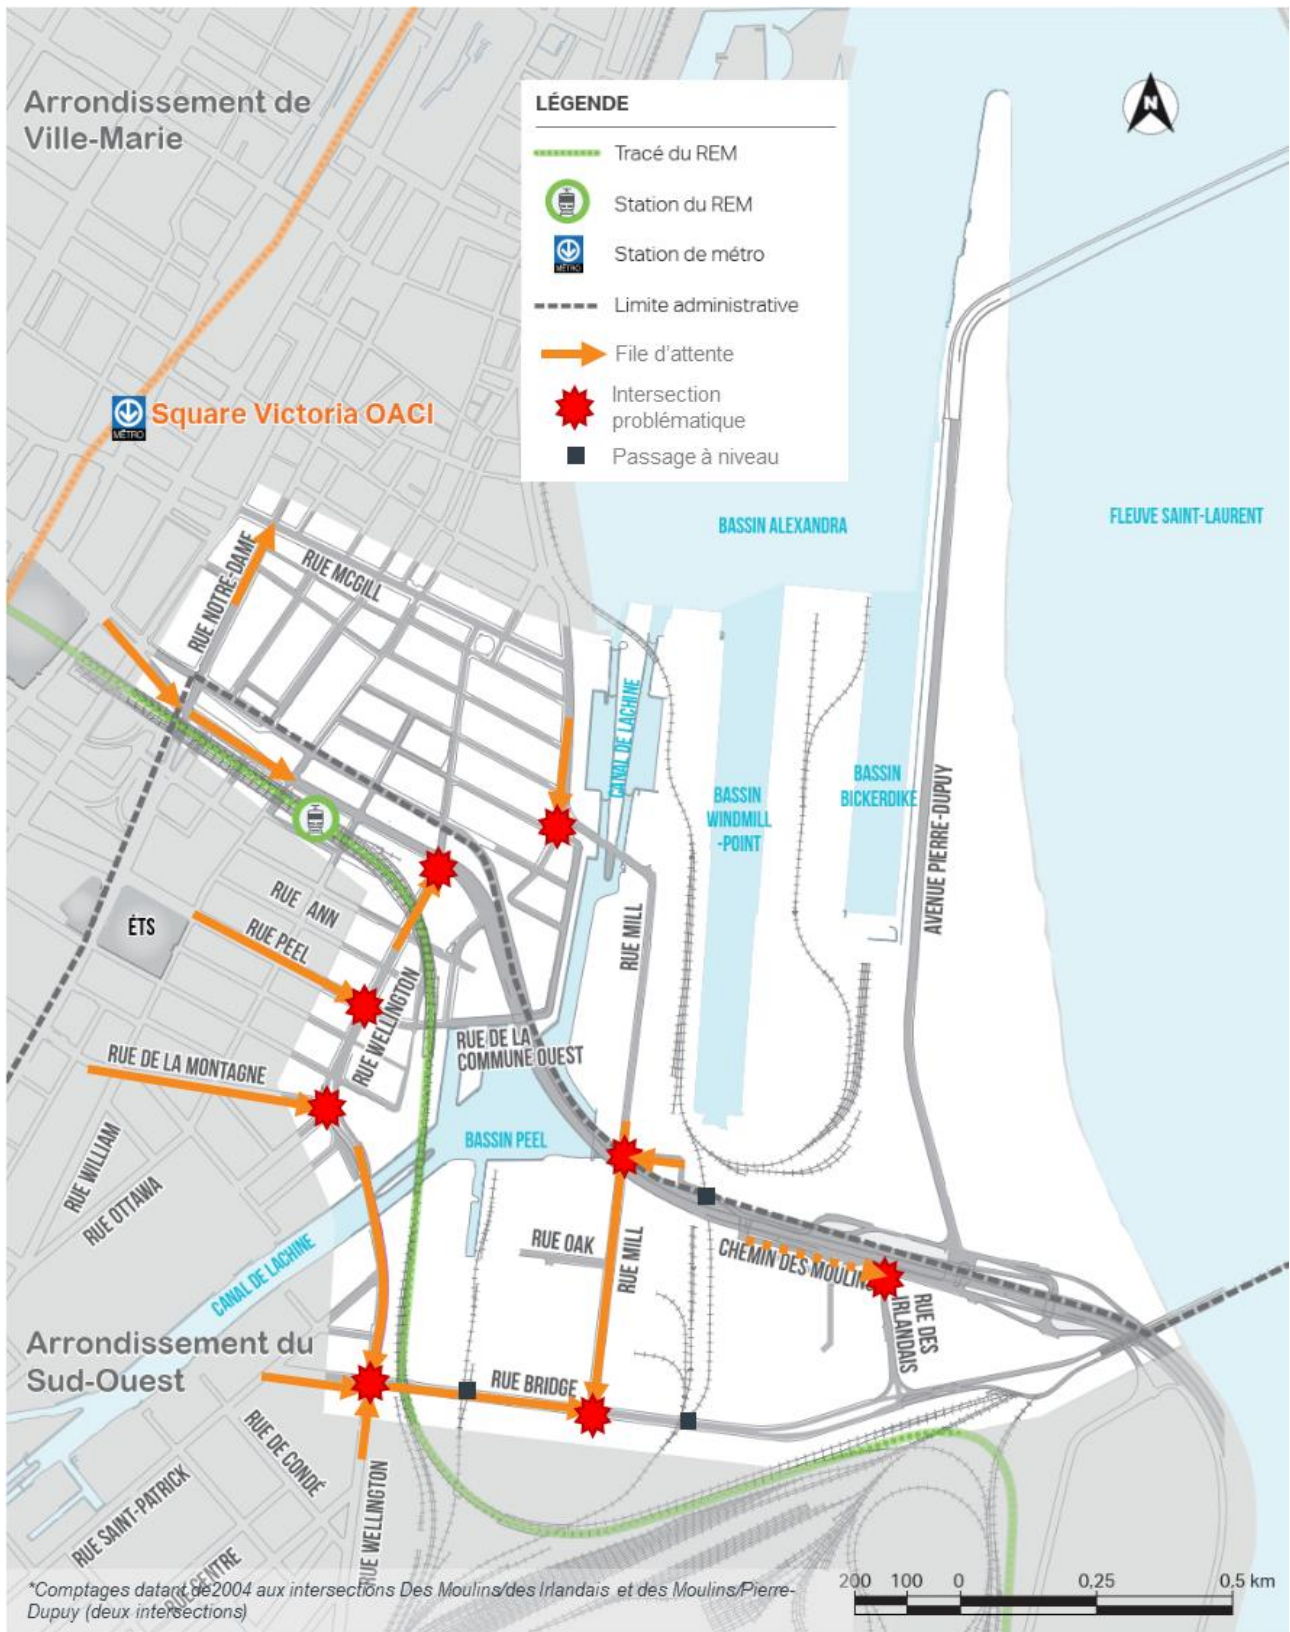 Arrondissement de
Ville-Marie
LÉGENDE
Tracé du REM
Station du REM
MÉTRO
Station de métro
Limite administrative
File d'attente
Intersection
problématique
Passage à niveau
N
MÉTRO
Square Victoria OACI
BASSIN ALEXANDRA
FLEUVE SAINT-LAURENT
RUE NOTRE-DAME
RUE MCGILL
CANAL DE LACHINE
BASSIN
WINDMILL
-POINT
BASSIN
BICKERDIKE
AVENUE PIERRE-DUPUY
RUE ANN
ÉTS
RUE PEEL
RUE MILL
RUE WELLINGTON
RUE DE LA
COMMUNE OUEST
RUE DE LA MONTAGNE
RUE WILLIAM
RUE OTTAWA
BASSIN PEEL
RUE OAK
RUE MILL
CHEMIN DES MOULINS
RUE DES
IRLANDAIS
CANAL DE LACHINE
Arrondissement du
Sud-Ouest
RUE BRIDGE
RUE DE CONDÉ
RUE SAINT-PATRICK
RUE CENTRE
RUE WELLINGTON
*Comptages datant de2004 aux intersections Des Moulins/des Irlandais et des Moulins/Pierre-
Dupuy (deux intersections)
200 100 0 0,25 0,5 km